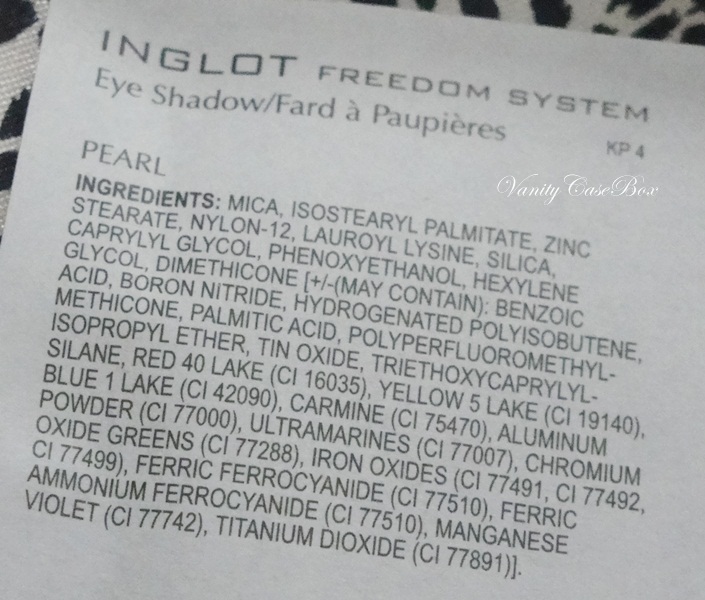 INGLOT FREEDOM SYSTEM
Eye Shadow/Fard à Paupières
KP 4
PEARL
Vanity CaseBox
INGREDIENTS: MICA, ISOSTEARYL PALMITATE, ZINC
STEARATE, NYLON-12, LAUROYL LYSINE, SILICA,
CAPRYLYL GLYCOL, PHENOXYETHANOL, HEXYLENE
GLYCOL, DIMETHICONE [+/-(MAY CONTAIN): BENZOIC
ACID, BORON NITRIDE, HYDROGENATED POLYISOBUTENE,
METHICONE, PALMITIC ACID, POLYPERFLUOROMETHYL-
ISOPROPYL ETHER, TIN OXIDE, TRIETHOXYCAPRYLYL-
SILANE, RED 40 LAKE (CI 16035), YELLOW 5 LAKE (CI 19140),
BLUE 1 LAKE (CI 42090), CARMINE (CI 75470), ALUMINUM
POWDER (CI 77000), ULTRAMARINES (CI 77007), CHROMIUM
OXIDE GREENS (CI 77288), IRON OXIDES (CI 77491, CI 77492,
CI 77499), FERRIC FERROCYANIDE (CI 77510), FERRIC
AMMONIUM FERROCYANIDE (CI 77510), MANGANESE
VIOLET (CI 77742), TITANIUM DIOXIDE (CI 77891)].